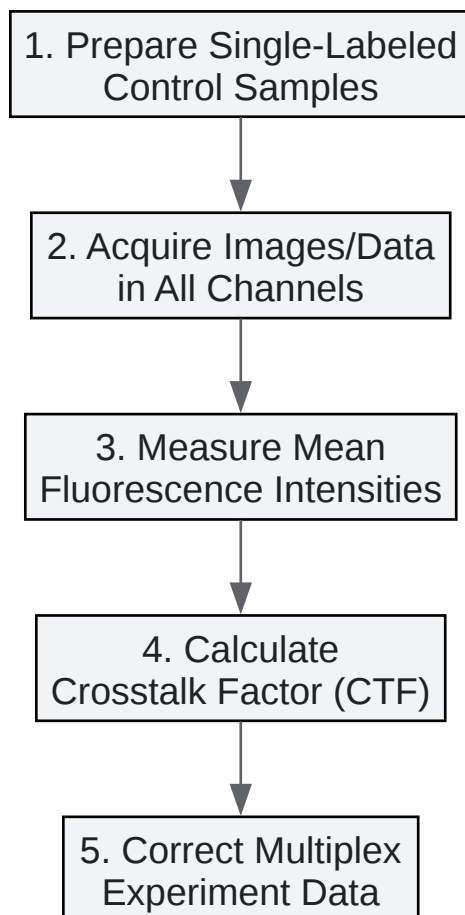 1. Prepare Single-Labeled
Control Samples
2. Acquire Images/Data
in All Channels
3. Measure Mean
Fluorescence Intensities
4. Calculate
Crosstalk Factor (CTF)
5. Correct Multiplex
Experiment Data